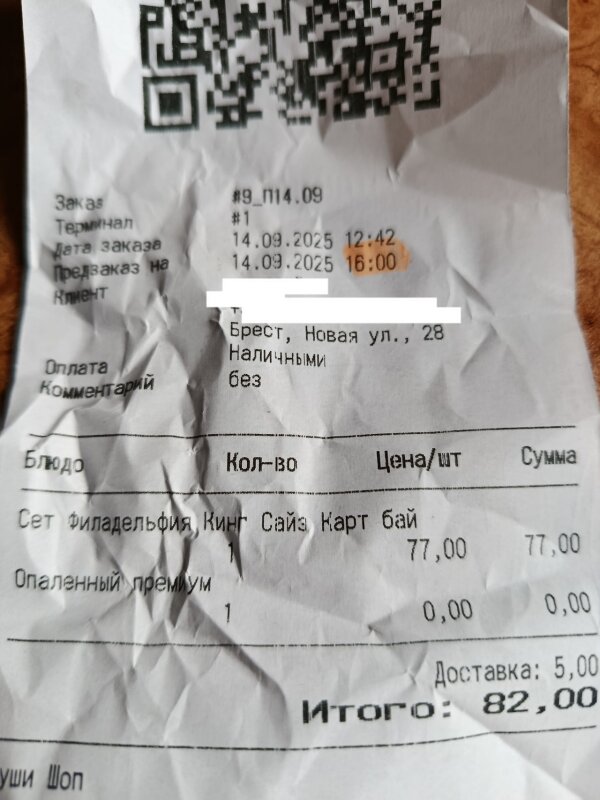 Заказ #9_П14.09
Терминал #1
Дата заказа 14.09.2025 12:42
Предзаказ на 14.09.2025 16:00
Клиент
Брест, Новая ул., 28
Оплата Наличными
Комментарий без
Блюдо Кол-во Цена/шт Сумма
Сет Филадельфия Кинг Сайз Карт бай
1 77,00 77,00
Опаленный премиум
1 0,00 0,00
Доставка: 5,00
Итого: 82,00
уши Шоп